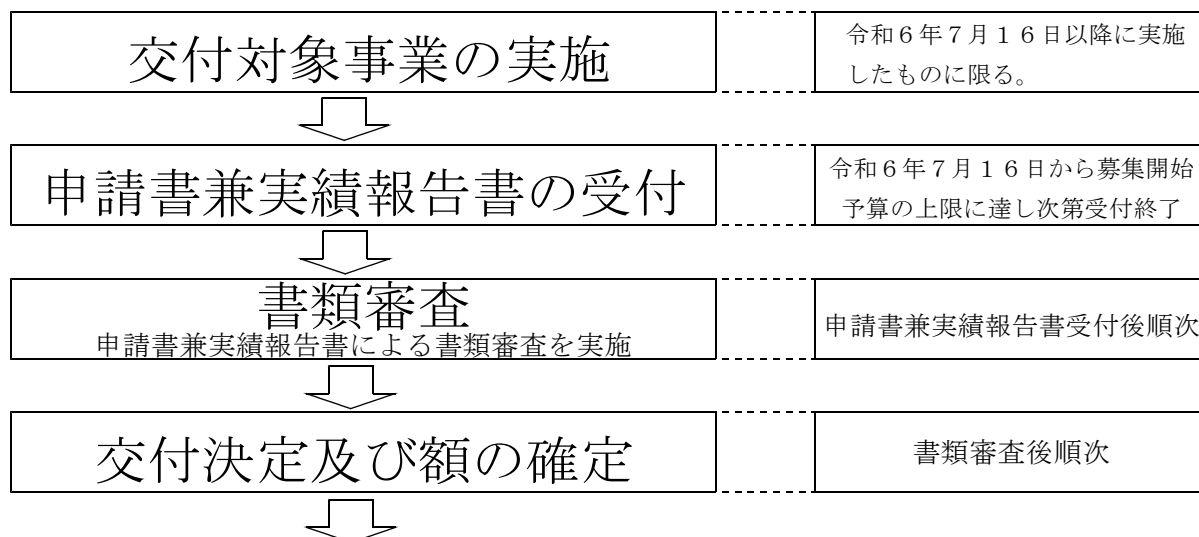 交付対象事業の実施
令和６年７月１６日以降に実施
したものに限る。
申請書兼実績報告書の受付
令和６年７月１６日から募集開始
予算の上限に達し次第受付終了
書類審査
申請書兼実績報告書による書類審査を実施
申請書兼実績報告書受付後順次
交付決定及び額の確定
書類審査後順次